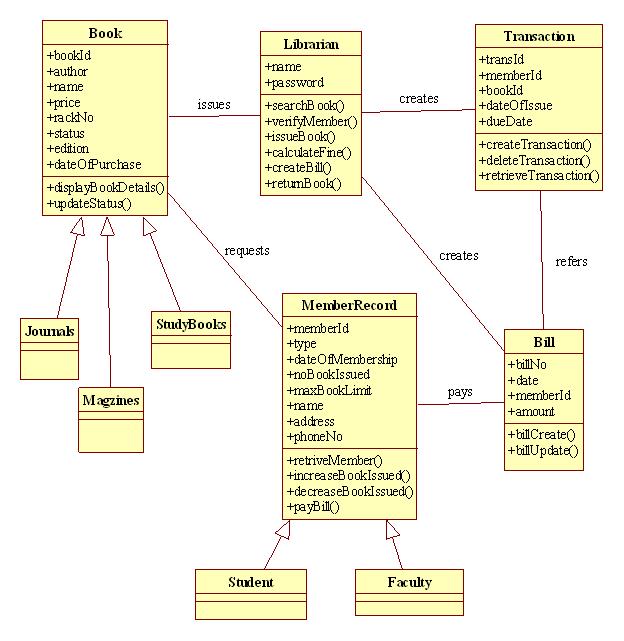 Book
+bookId
+author
+name
+price
+rackNo
+status
+edition
+dateOfPurchase
+displayBookDetails()
+updateStatus()
issues
Librarian
+name
+password
+searchBook()
+verifyMember()
+issueBook()
+calculateFine()
+createBill()
+returnBook()
creates
Transaction
+transId
+memberId
+bookId
+dateOfIssue
+dueDate
+createTransaction()
+deleteTransaction()
+retrieveTransaction()
requests
creates
refers
Journals
Magzines
StudyBooks
MemberRecord
+memberId
+type
+dateOfMembership
+noBookIssued
+maxBookLimit
+name
+address
+phoneNo
+retriveMember()
+increaseBookIssued()
+decreaseBookIssued()
+payBill()
pays
Bill
+billNo
+date
+memberId
+amount
+billCreate()
+billUpdate()
Student
Faculty